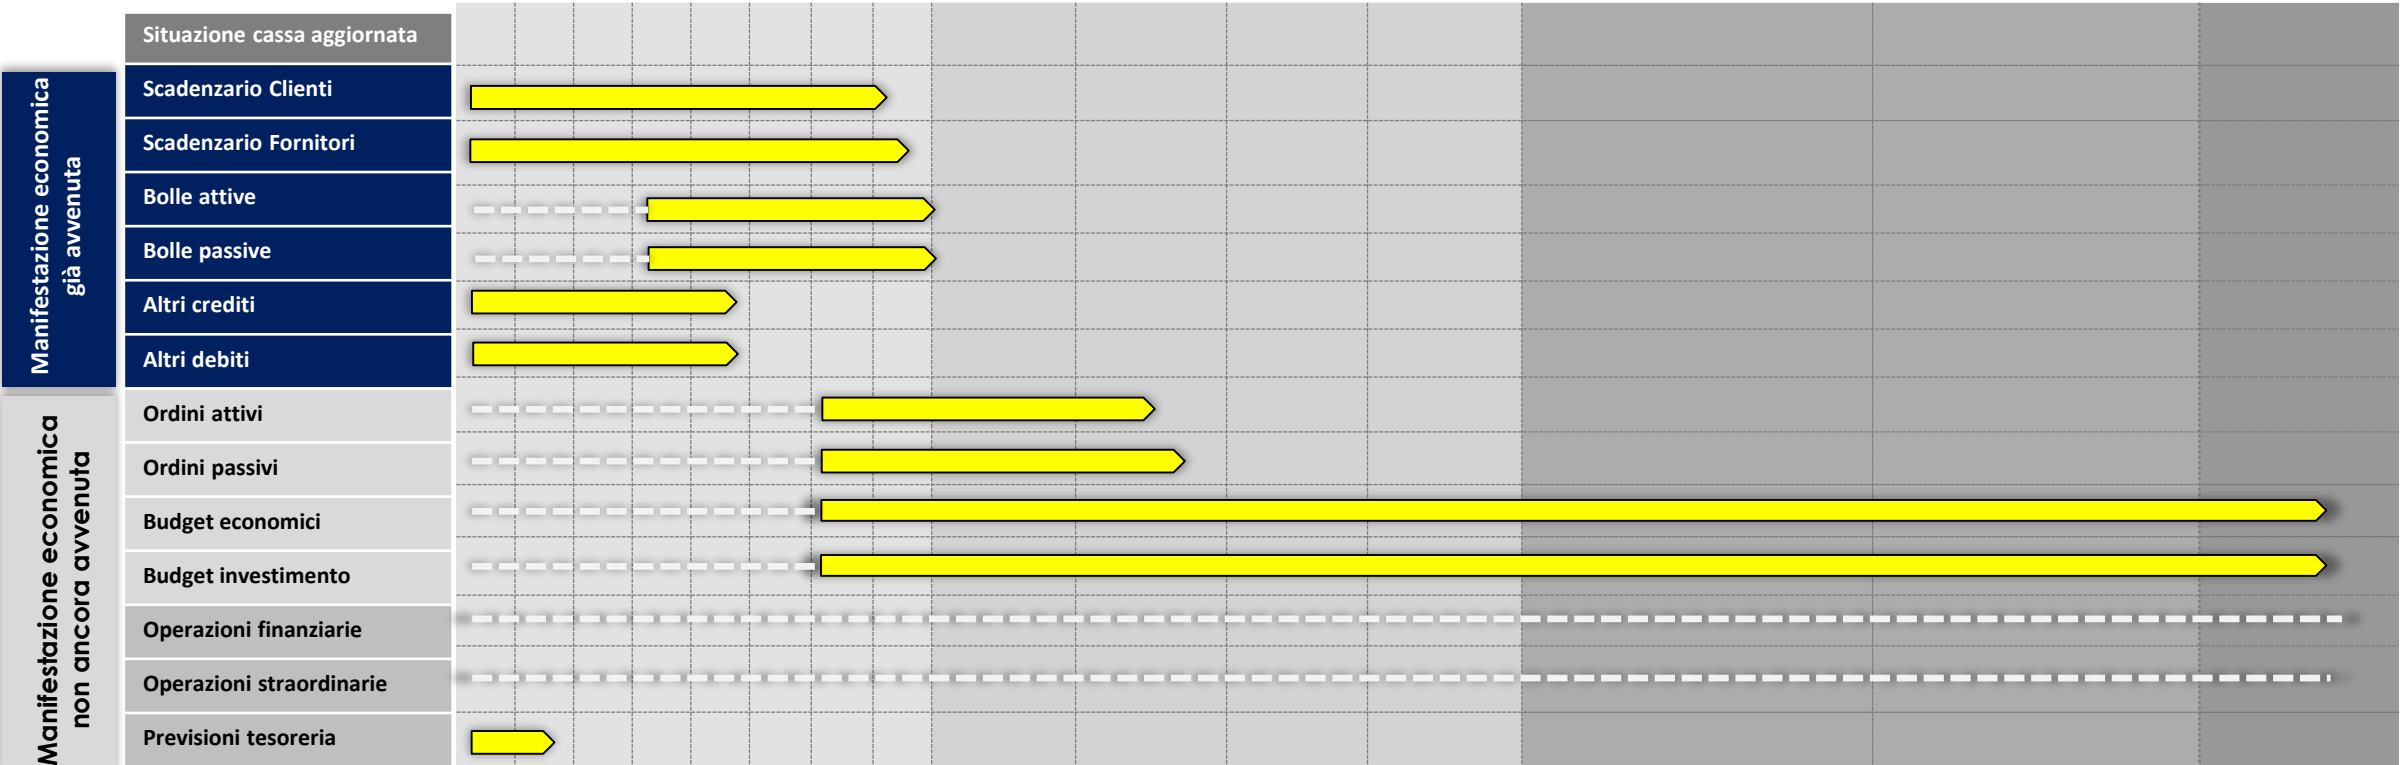 Situazione cassa aggiornata
Manifestazione economica
già avvenuta
Scadenzario Clienti
Scadenzario Fornitori
Bolle attive
Bolle passive
Altri crediti
Altri debiti
Manifestazione economica
non ancora avvenuta
Ordini attivi
Ordini passivi
Budget economici
Budget investimento
Operazioni finanziarie
Operazioni straordinarie
Previsioni tesoreria